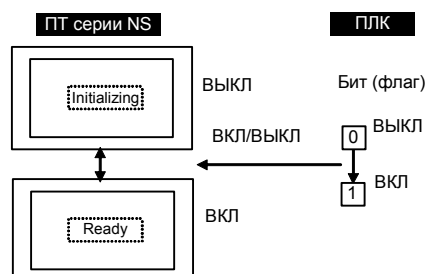 ПТ серии NS
ПЛК
Initializing
ВЫКЛ
Бит (флаг)
ВКЛ/ВЫКЛ
0
ВЫКЛ
1
ВКЛ
Ready
ВКЛ